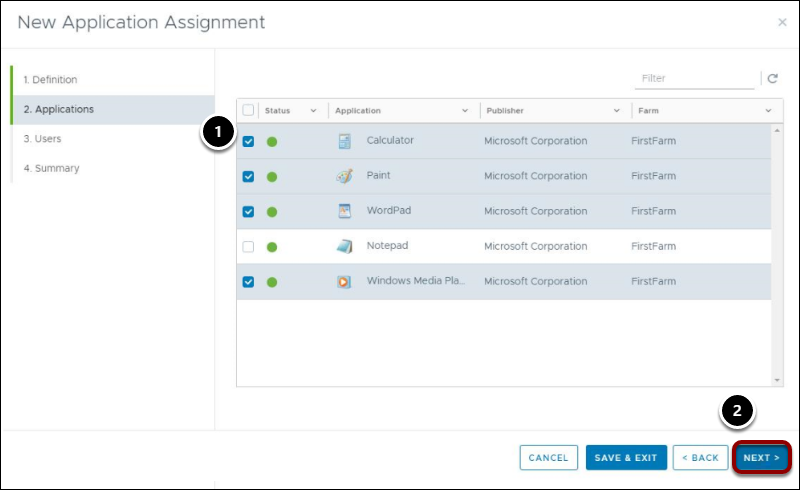 New Application Assignment
×
1. Definition
2. Applications
3. Users
4. Summary
Filter
Status Application Publisher Farm
1
Calculator Microsoft Corporation FirstFarm
Paint Microsoft Corporation FirstFarm
WordPad Microsoft Corporation FirstFarm
Notepad Microsoft Corporation FirstFarm
Windows Media Pla... Microsoft Corporation FirstFarm
2
CANCEL SAVE & EXIT < BACK NEXT >